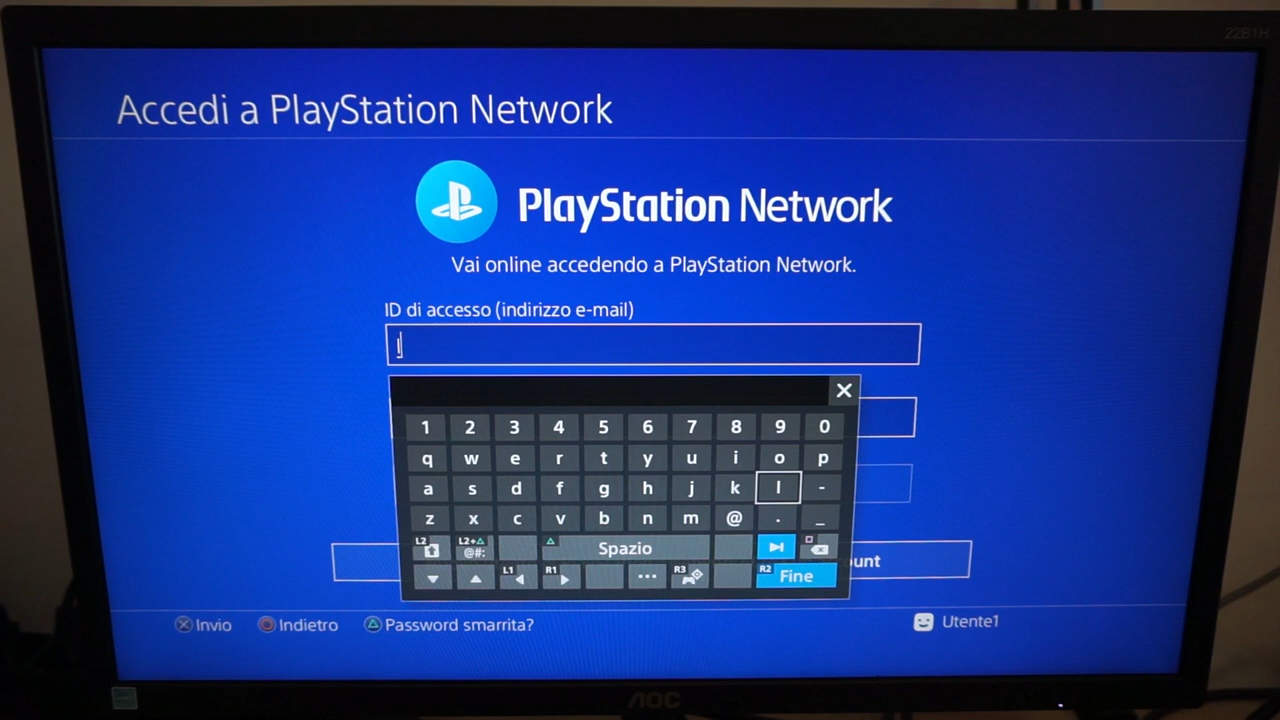 22B1H
Accedi a PlayStation Network
PlayStation Network
Vai online accedendo a PlayStation Network.
ID di accesso (indirizzo e-mail)
l
1 2 3 4 5 6 7 8 9 0
q w e r t y u i o p
a s d f g h j k l -
z x c v b n m @ . _
L2 L2+△ @#: △ Spazio
L1 R1 ... R3 R2 Fine
ount
Invio Indietro Password smarrita? Utente1
AOC